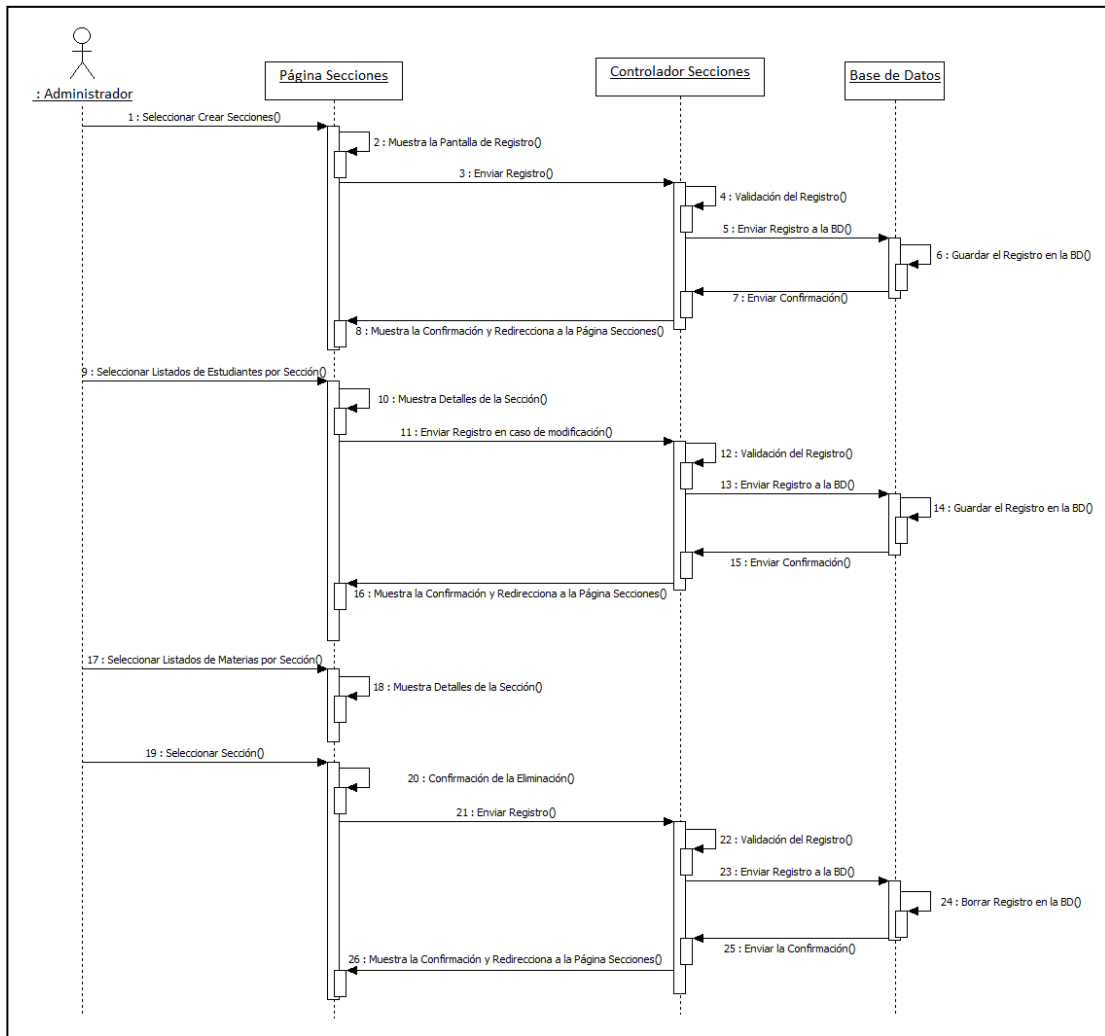 : Administrador
Página Secciones
Controlador Secciones
Base de Datos
1 : Seleccionar Crear Secciones()
2 : Muestra la Pantalla de Registro()
3 : Enviar Registro()
4 : Validación del Registro()
5 : Enviar Registro a la BD()
6 : Guardar el Registro en la BD()
7 : Enviar Confirmación()
8 : Muestra la Confirmación y Redirecciona a la Página Secciones()
9 : Seleccionar Listados de Estudiantes por Sección()
10 : Muestra Detalles de la Sección()
11 : Enviar Registro en caso de modificación()
12 : Validación del Registro()
13 : Enviar Registro a la BD()
14 : Guardar el Registro en la BD()
15 : Enviar Confirmación()
16 : Muestra la Confirmación y Redirecciona a la Página Secciones()
17 : Seleccionar Listados de Materias por Sección()
18 : Muestra Detalles de la Sección()
19 : Seleccionar Sección()
20 : Confirmación de la Eliminación()
21 : Enviar Registro()
22 : Validación del Registro()
23 : Enviar Registro a la BD()
24 : Borrar Registro en la BD()
25 : Enviar la Confirmación()
26 : Muestra la Confirmación y Redirecciona a la Página Secciones()